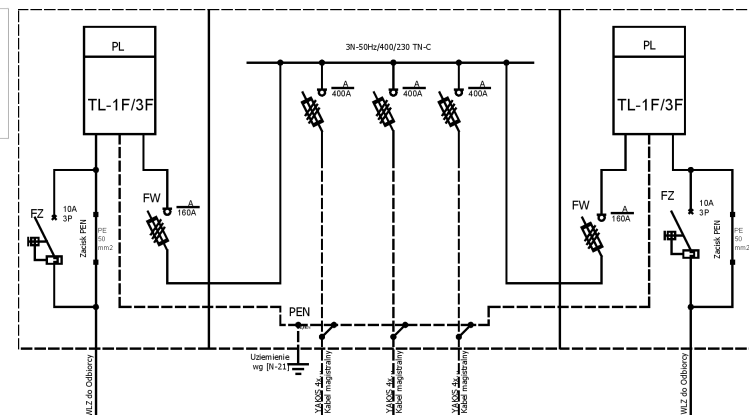 3N-50Hz/400/230 TN-C
PL
TL-1F/3F
FZ
10A
3P
Zacisk PEN
PE
50
mm2
FW
A
160A
A
400A
A
400A
A
400A
PL
TL-1F/3F
FW
A
160A
FZ
10A
3P
Zacisk PEN
PE
50
mm2
PEN
Uziemienie
wg [N-21]
WLZ do Odbiorcy
YAKXS 4x
Kabel magistralny
YAKXS 4x
Kabel magistralny
YAKXS 4x
Kabel magistralny
WLZ do Odbiorcy